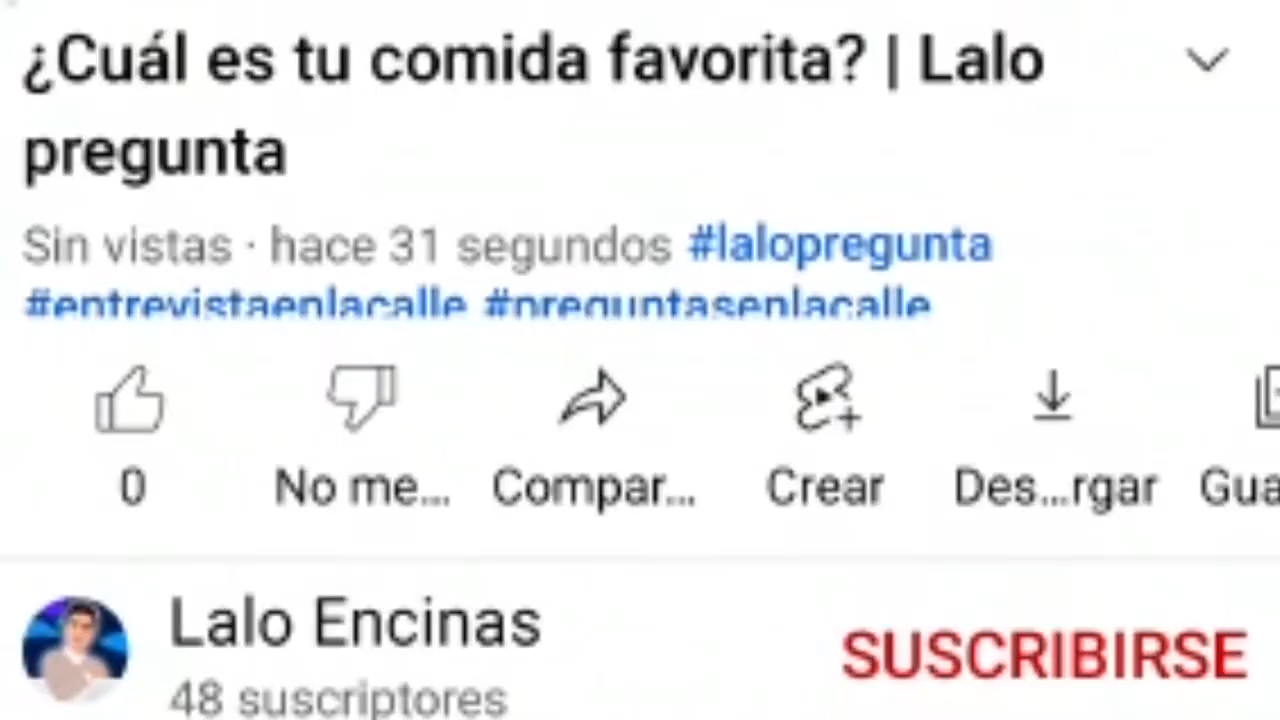 ¿Cuál es tu comida favorita? | Lalo
pregunta
Sin vistas · hace 31 segundos #lalopregunta
#entrevistaenlacalle #preguntasenlacalle
0 No me... Compar... Crear Des...rgar Gua
Lalo Encinas
SUSCRIBIRSE
48 suscriptores